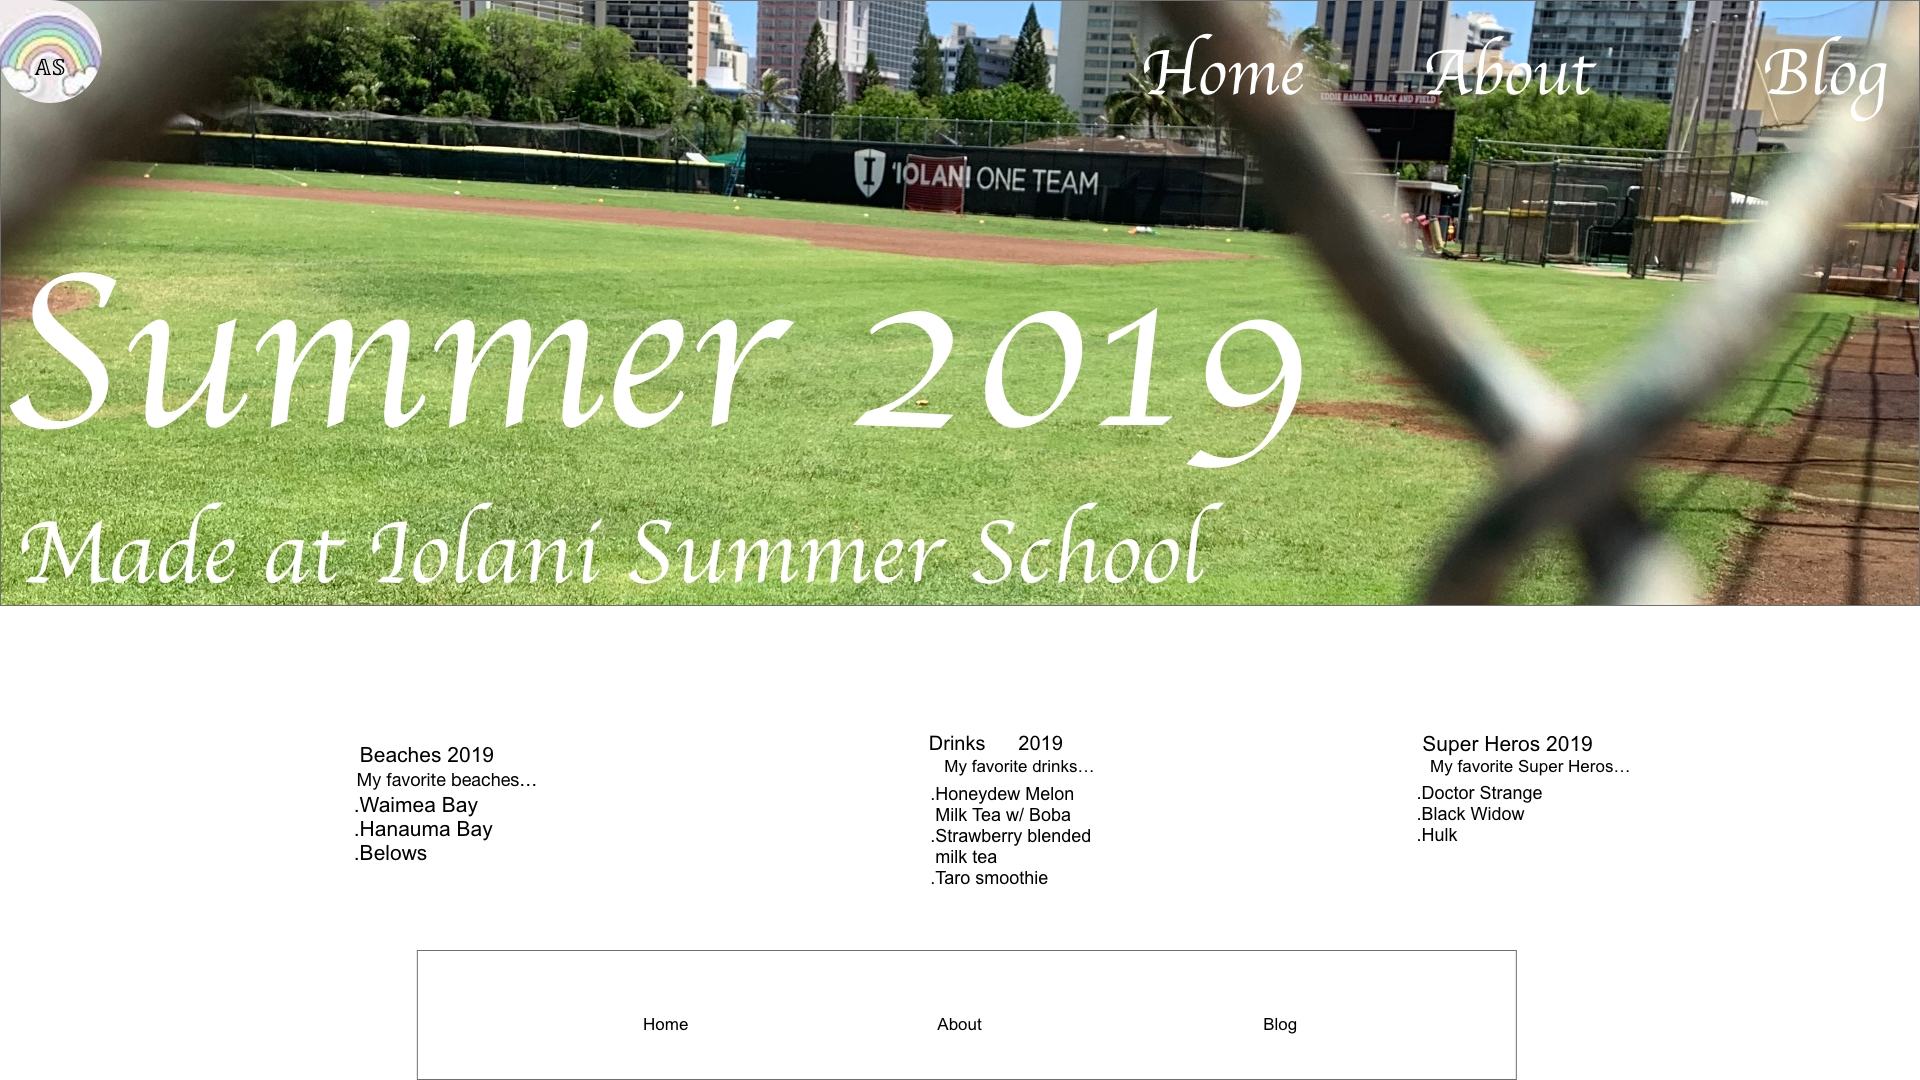 AS
Home About Blog
EDDIE HAMADA TRACK AND FIELD
I 'IOLANI ONE TEAM
Summer 2019
Made at Iolani Summer School
Beaches 2019
My favorite beaches...
.Waimea Bay
.Hanauma Bay
.Belows
Drinks 2019
My favorite drinks...
.Honeydew Melon
Milk Tea w/ Boba
.Strawberry blended
milk tea
.Taro smoothie
Super Heros 2019
My favorite Super Heros...
.Doctor Strange
.Black Widow
.Hulk
Home About Blog